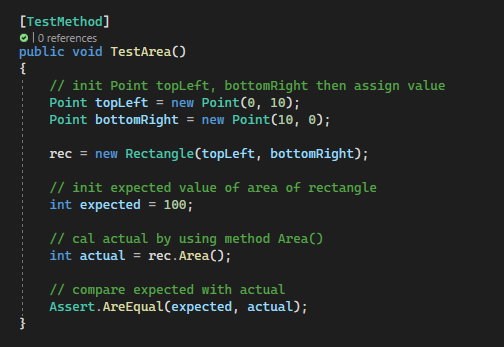 [TestMethod]
| 0 references
public void TestArea()
{
// init Point topLeft, bottomRight then assign value
Point topLeft = new Point(0, 10);
Point bottomRight = new Point(10, 0);
rec = new Rectangle(topLeft, bottomRight);
// init expected value of area of rectangle
int expected = 100;
// cal actual by using method Area()
int actual = rec.Area();
// compare expected with actual
Assert.AreEqual(expected, actual);
}